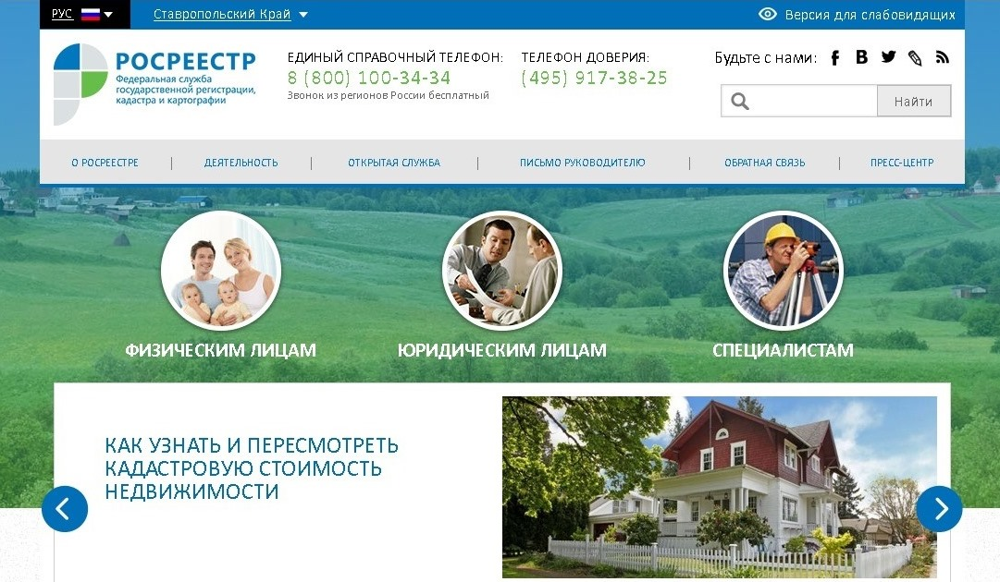 РУС
Ставропольский Край
Версия для слабовидящих
РОСРЕЕСТР
Федеральная служба
государственной регистрации,
кадастра и картографии
ЕДИНЫЙ СПРАВОЧНЫЙ ТЕЛЕФОН:
8 (800) 100-34-34
Звонок из регионов России бесплатный
ТЕЛЕФОН ДОВЕРИЯ:
(495) 917-38-25
Будьте с нами:
Найти
О РОСРЕЕСТРЕ | ДЕЯТЕЛЬНОСТЬ | ОТКРЫТАЯ СЛУЖБА | ПИСЬМО РУКОВОДИТЕЛЮ | ОБРАТНАЯ СВЯЗЬ | ПРЕСС-ЦЕНТР
ФИЗИЧЕСКИМ ЛИЦАМ
ЮРИДИЧЕСКИМ ЛИЦАМ
СПЕЦИАЛИСТАМ
КАК УЗНАТЬ И ПЕРЕСМОТРЕТЬ
КАДАСТРОВУЮ СТОИМОСТЬ
НЕДВИЖИМОСТИ